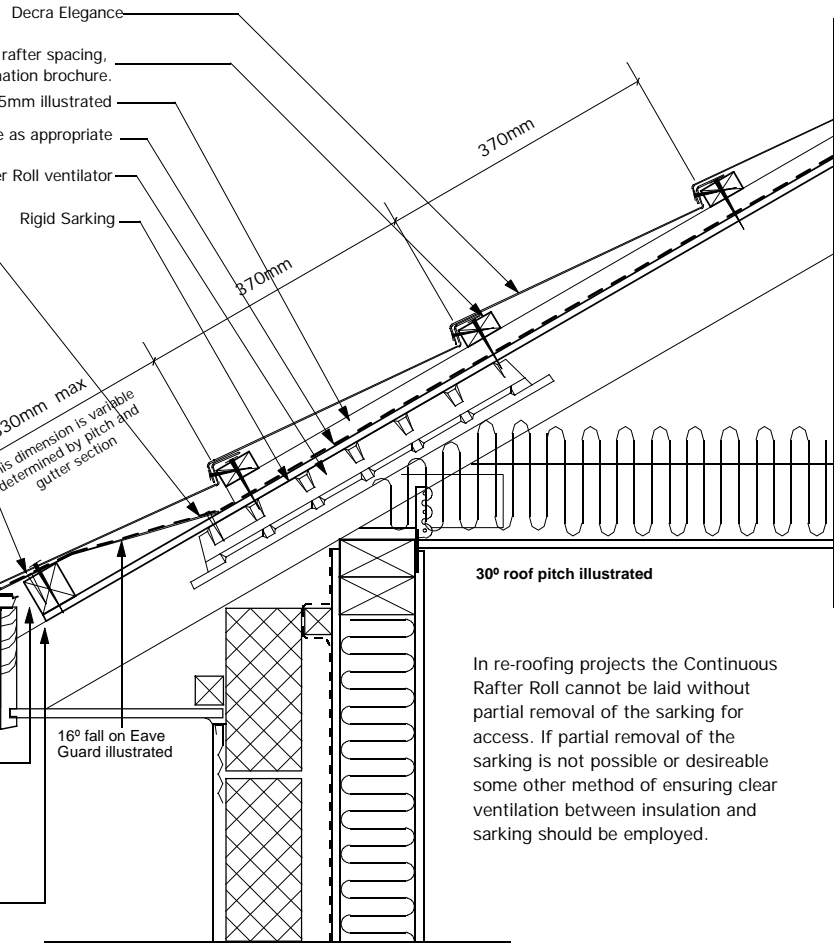 Decra Elegance
rafter spacing,
nation brochure.
5mm illustrated
e as appropriate
er Roll ventilator
Rigid Sarking
370mm
370mm
330mm max
his dimension is variable
determined by pitch and
gutter section
16º fall on Eave
Guard illustrated
30º roof pitch illustrated
In re-roofing projects the Continuous
Rafter Roll cannot be laid without
partial removal of the sarking for
access. If partial removal of the
sarking is not possible or desireable
some other method of ensuring clear
ventilation between insulation and
sarking should be employed.